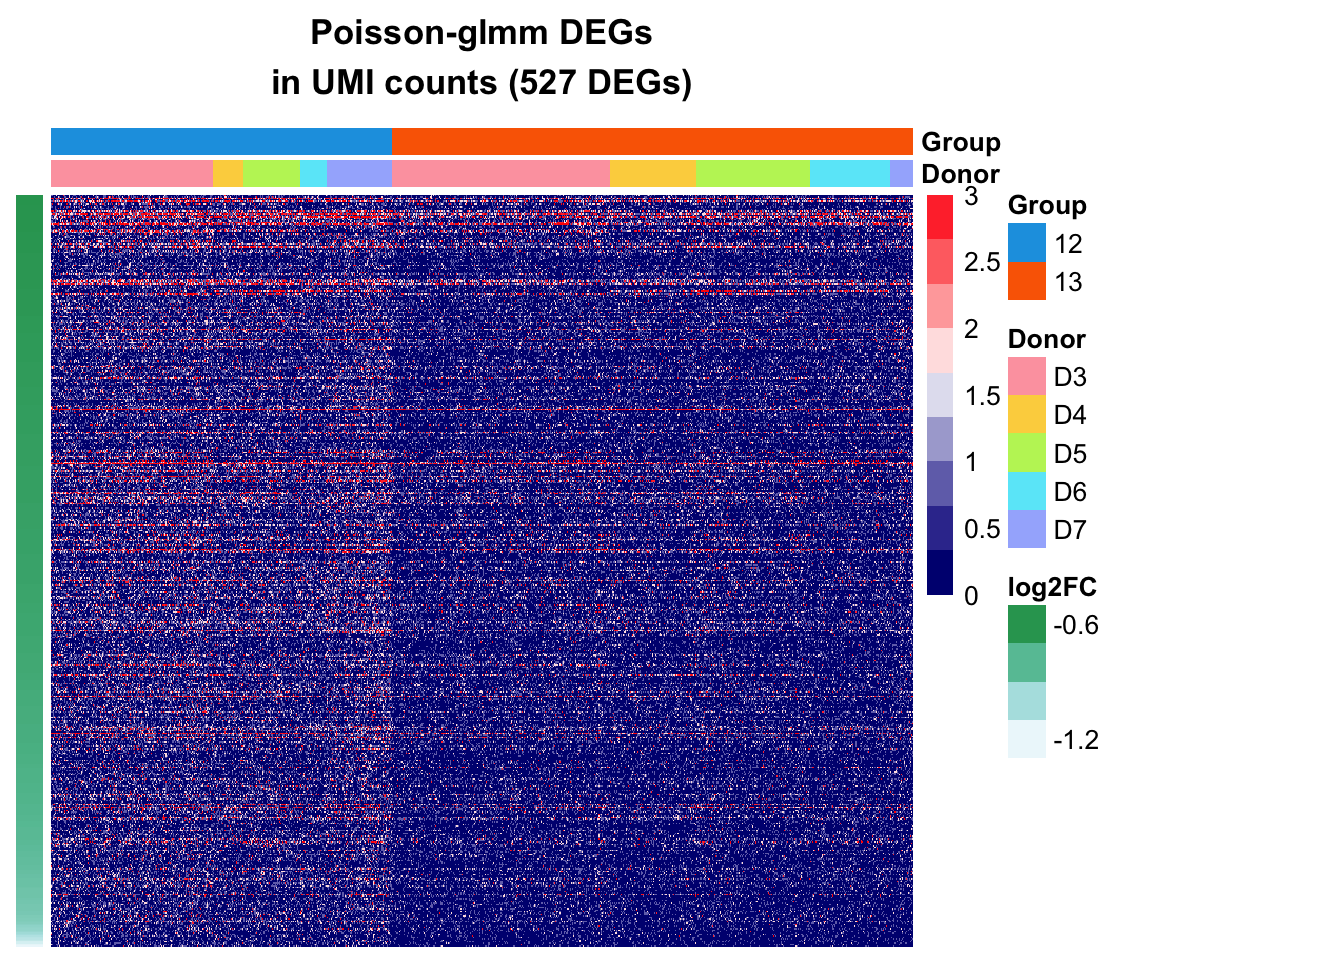 Poisson-glmm DEGs
in UMI counts (527 DEGs)
Group
Donor
3
2.5
2
1.5
1
0.5
0
Group
12
13
Donor
D3
D4
D5
D6
D7
log2FC
-0.6
-1.2